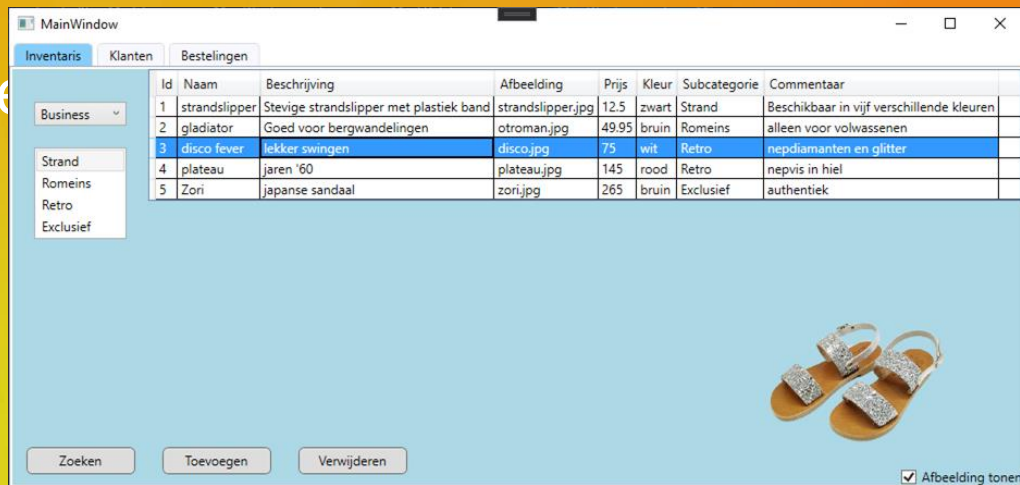 MainWindow
Inventaris Klanten Bestelingen
Business
Strand
Romeins
Retro
Exclusief
Id Naam Beschrijving Afbeelding Prijs Kleur Subcategorie Commentaar
1 strandslipper Stevige strandslipper met plastiek band strandslipper.jpg 12.5 zwart Strand Beschikbaar in vijf verschillende kleuren
2 gladiator Goed voor bergwandelingen otroman.jpg 49.95 bruin Romeins alleen voor volwassenen
3 disco fever lekker swingen disco.jpg 75 wit Retro nepdiamanten en glitter
4 plateau jaren '60 plateau.jpg 145 rood Retro nepvis in hiel
5 Zori japanse sandaal zori.jpg 265 bruin Exclusief authentiek
Zoeken Toevoegen Verwijderen
Afbeelding tonen